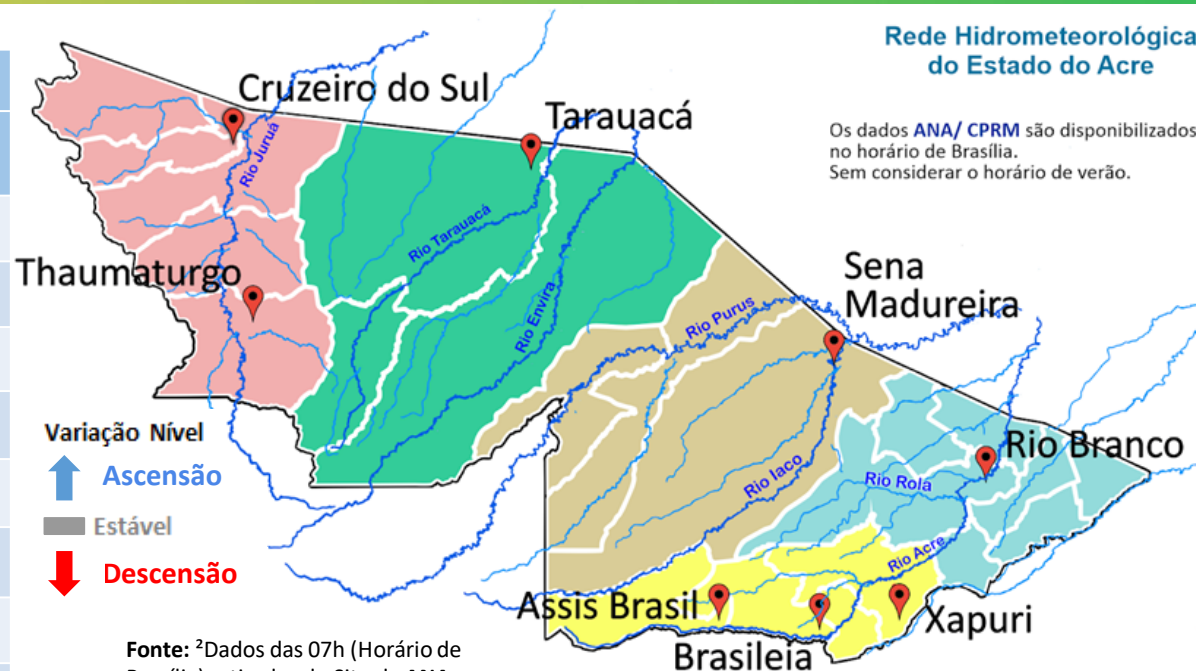 Rede Hidrometeorológica
do Estado do Acre
Os dados ANA/ CPRM são disponibilizados
no horário de Brasília.
Sem considerar o horário de verão.
Cruzeiro do Sul
Tarauacá
Rio Juruá
Rio Tarauacá
Thaumaturgo
Rio Envira
Sena
Madureira
Rio Purus
Variação Nível
Ascensão
Estável
Descensão
Rio Branco
Rio Iaco
Rio Rola
Rio Acre
Assis Brasil
Xapuri
Brasileia
Fonte: ²Dados das 07h (Horário de